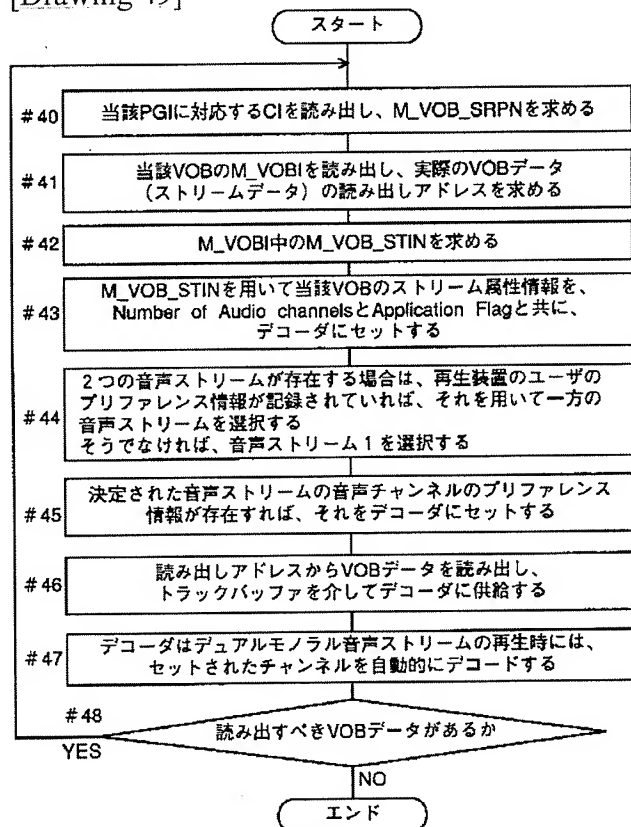 [Drawing 49]
スタート
#40
当該PGIに対応するCIを読み出し、M_VOB_SRPNを求める
#41
当該VOBのM_VOBIを読み出し、実際のVOBデータ
(ストリームデータ)の読み出しアドレスを求める
#42
M_VOBI中のM_VOB_STINを求める
#43
M_VOB_STINを用いて当該VOBのストリーム属性情報を、
Number of Audio channelsとApplication Flagと共に、
デコーダにセットする
#44
2つの音声ストリームが存在する場合は、再生装置のユーザの
プリファレンス情報が記録されていれば、それを用いて一方の
音声ストリームを選択する
そうでなければ、音声ストリーム1を選択する
#45
決定された音声ストリームの音声チャンネルのプリファレンス
情報が存在すれば、それをデコーダにセットする
#46
読み出しアドレスからVOBデータを読み出し、
トラックバッファを介してデコーダに供給する
#47
デコーダはデュアルモノラル音声ストリームの再生時には、
セットされたチャンネルを自動的にデコードする
#48
読み出すべきVOBデータがあるか
YES
NO
エンド